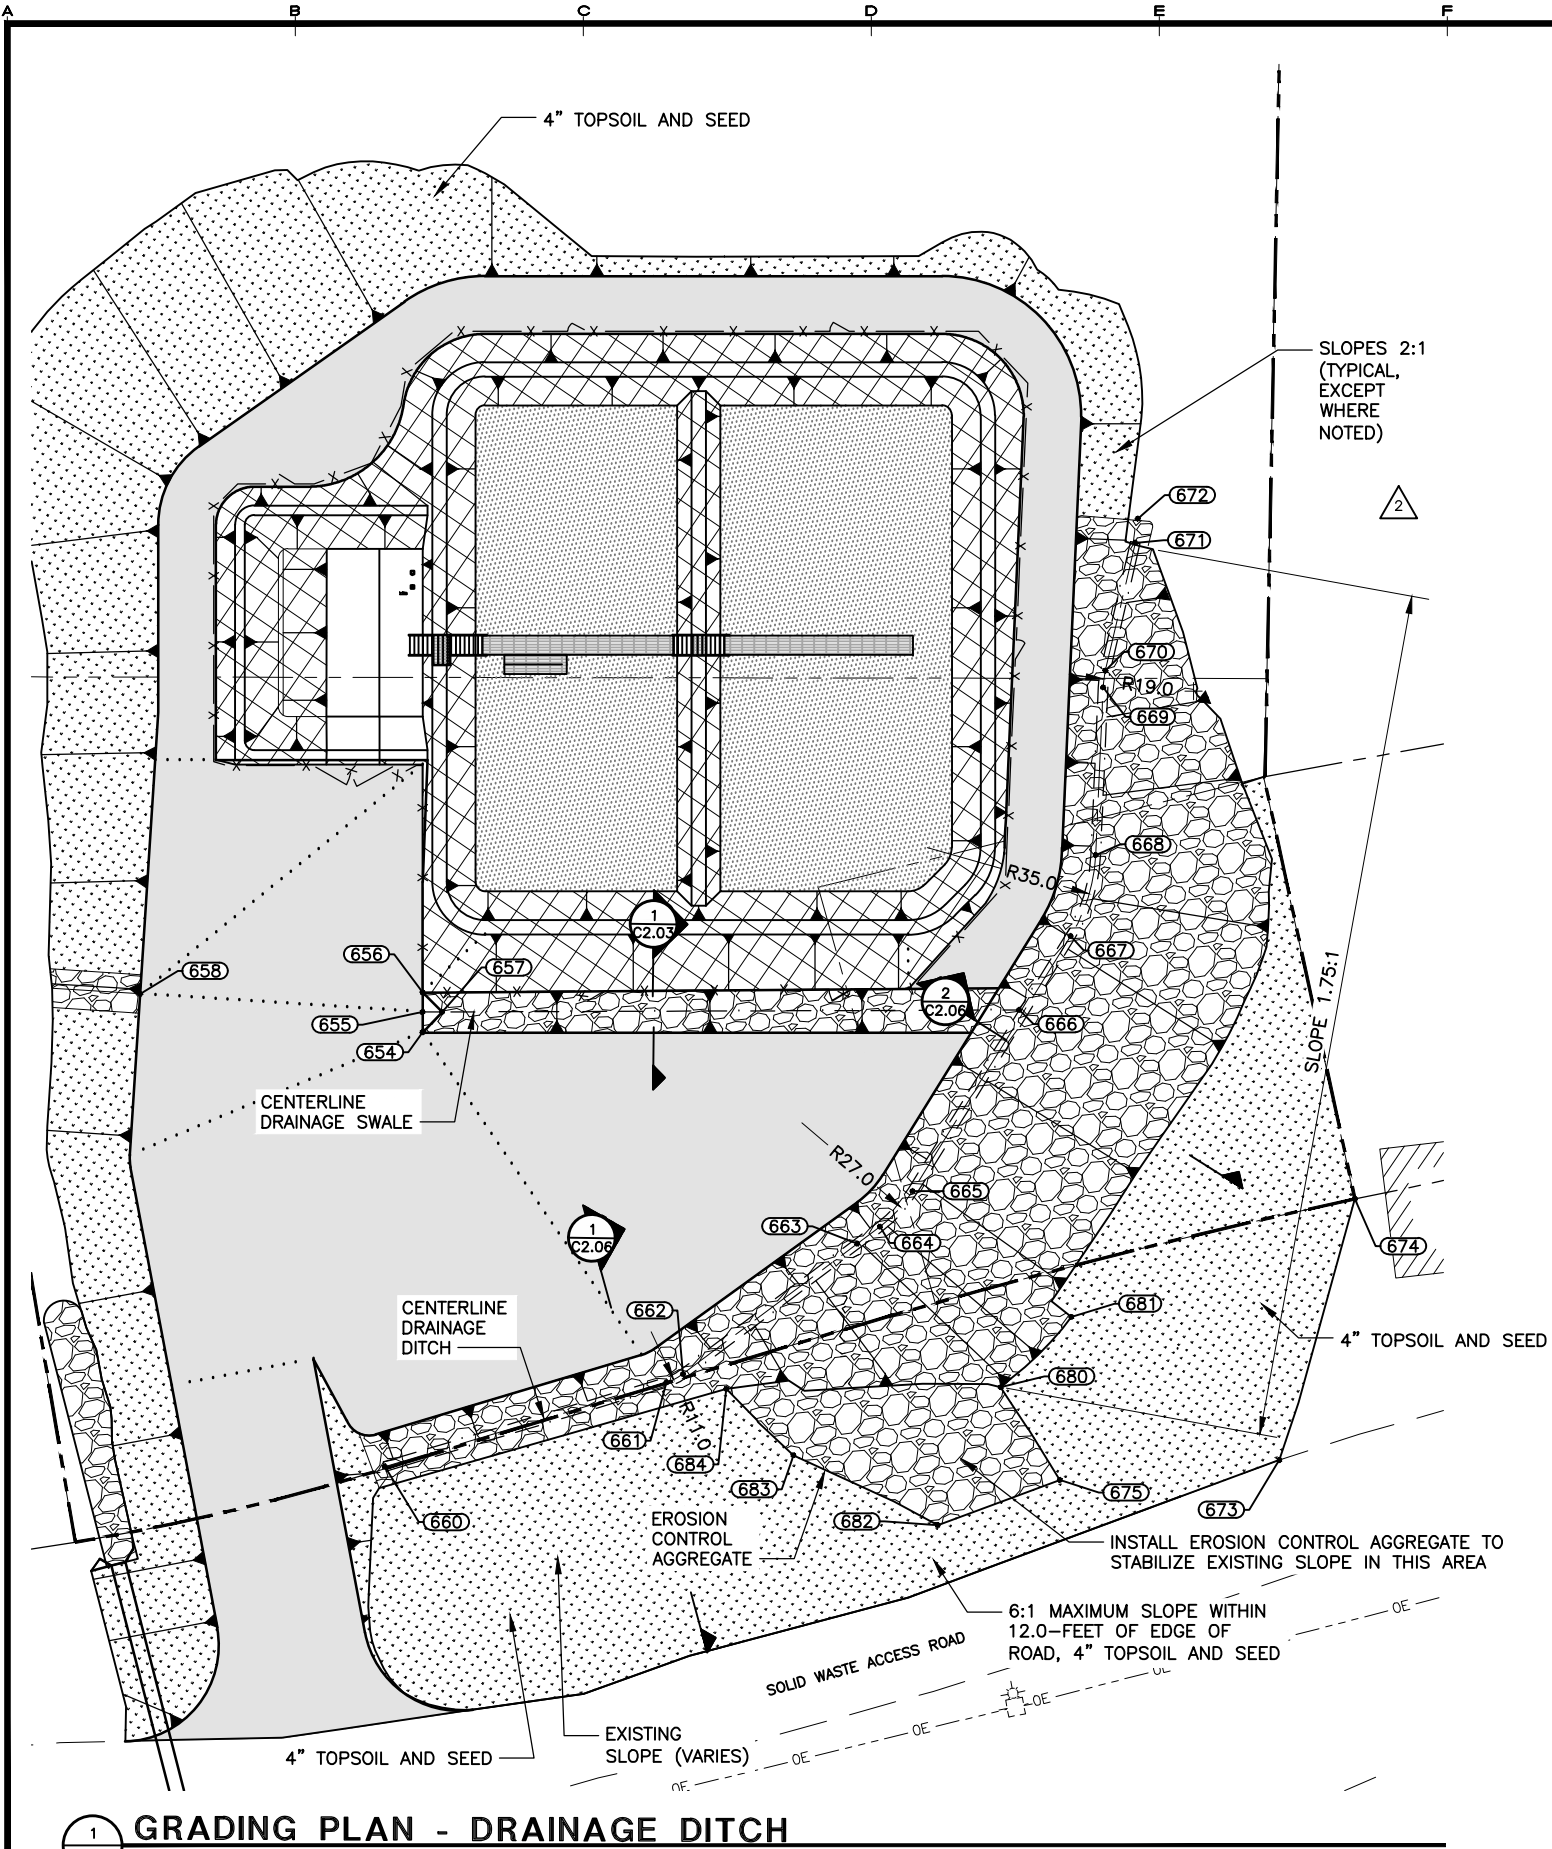 A B C D E F
4" TOPSOIL AND SEED
SLOPES 2:1
(TYPICAL,
EXCEPT
WHERE
NOTED)
672
2
671
670
R19.0
669
668
R35.0
1
C2.03
667
656
657
658
2
C2.06
655
666
654
SLOPE 1.75:1
CENTERLINE
DRAINAGE SWALE
R27.0
665
663
664
1
C2.06
674
CENTERLINE
DRAINAGE
DITCH
662
681
4" TOPSOIL AND SEED
680
R11.0
661
684
683
675
673
660
682
EROSION
CONTROL
AGGREGATE
INSTALL EROSION CONTROL AGGREGATE TO
STABILIZE EXISTING SLOPE IN THIS AREA
6:1 MAXIMUM SLOPE WITHIN
12.0-FEET OF EDGE OF
ROAD, 4" TOPSOIL AND SEED
OE
SOLID WASTE ACCESS ROAD
OE
OE
OE
OE
OE
EXISTING
SLOPE (VARIES)
4" TOPSOIL AND SEED
1
GRADING PLAN - DRAINAGE DITCH